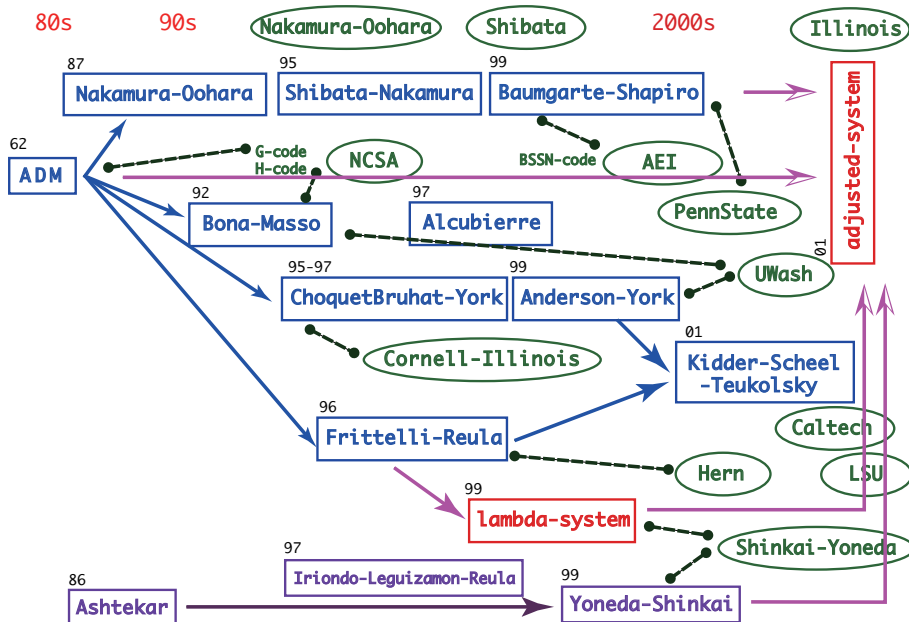 80s 90s 2000s
Nakamura-Oohara Shibata Illinois
87 95 99
Nakamura-Oohara Shibata-Nakamura Baumgarte-Shapiro
adjusted-system
01
62
ADM
G-code
H-code
NCSA
BSSN-code
AEI
PennState
92 97
Bona-Masso Alcubierre
UWash
95-97 99
ChoquetBruhat-York Anderson-York
01
Kidder-Scheel
-Teukolsky
Cornell-Illinois
96
Frittelli-Reula
Caltech
Hern LSU
99
lambda-system
Shinkai-Yoneda
97
Iriondo-Leguizamon-Reula
86 99
Ashtekar Yoneda-Shinkai